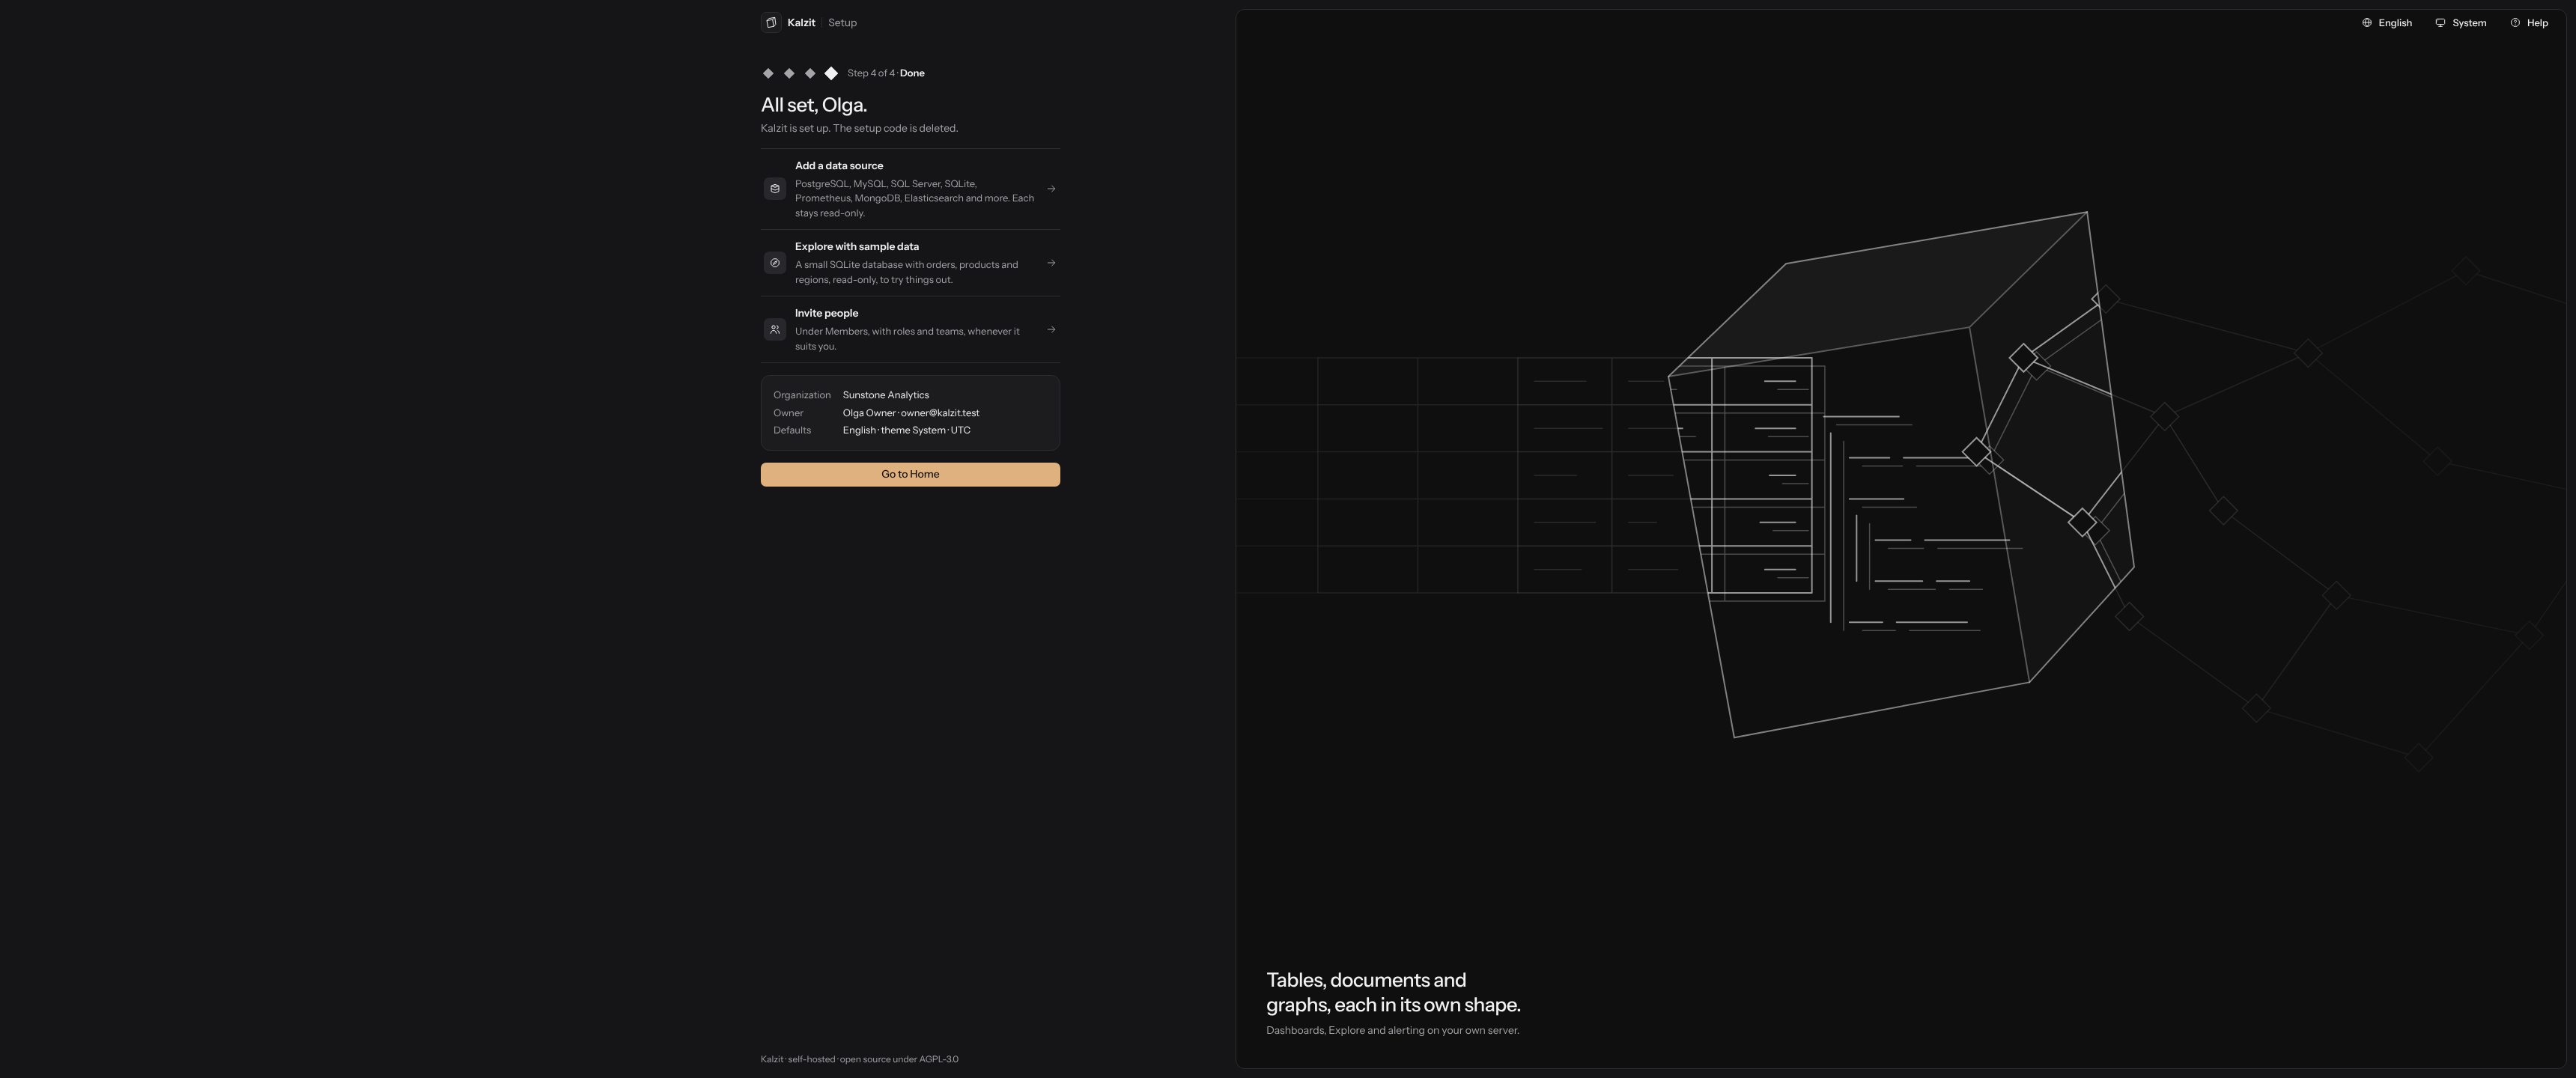 Kalzit
Setup
English
System
Help
Step 4 of 4 · Done
All set, Olga.
Kalzit is set up. The setup code is deleted.
Add a data source
PostgreSQL, MySQL, SQL Server, SQLite,
Prometheus, MongoDB, Elasticsearch and more. Each
stays read-only.
Explore with sample data
A small SQLite database with orders, products and
regions, read-only, to try things out.
Invite people
Under Members, with roles and teams, whenever it
suits you.
Organization Sunstone Analytics
Owner Olga Owner · owner@kalzit.test
Defaults English · theme System · UTC
Go to Home
Tables, documents and
graphs, each in its own shape.
Dashboards, Explore and alerting on your own server.
Kalzit · self-hosted · open source under AGPL-3.0